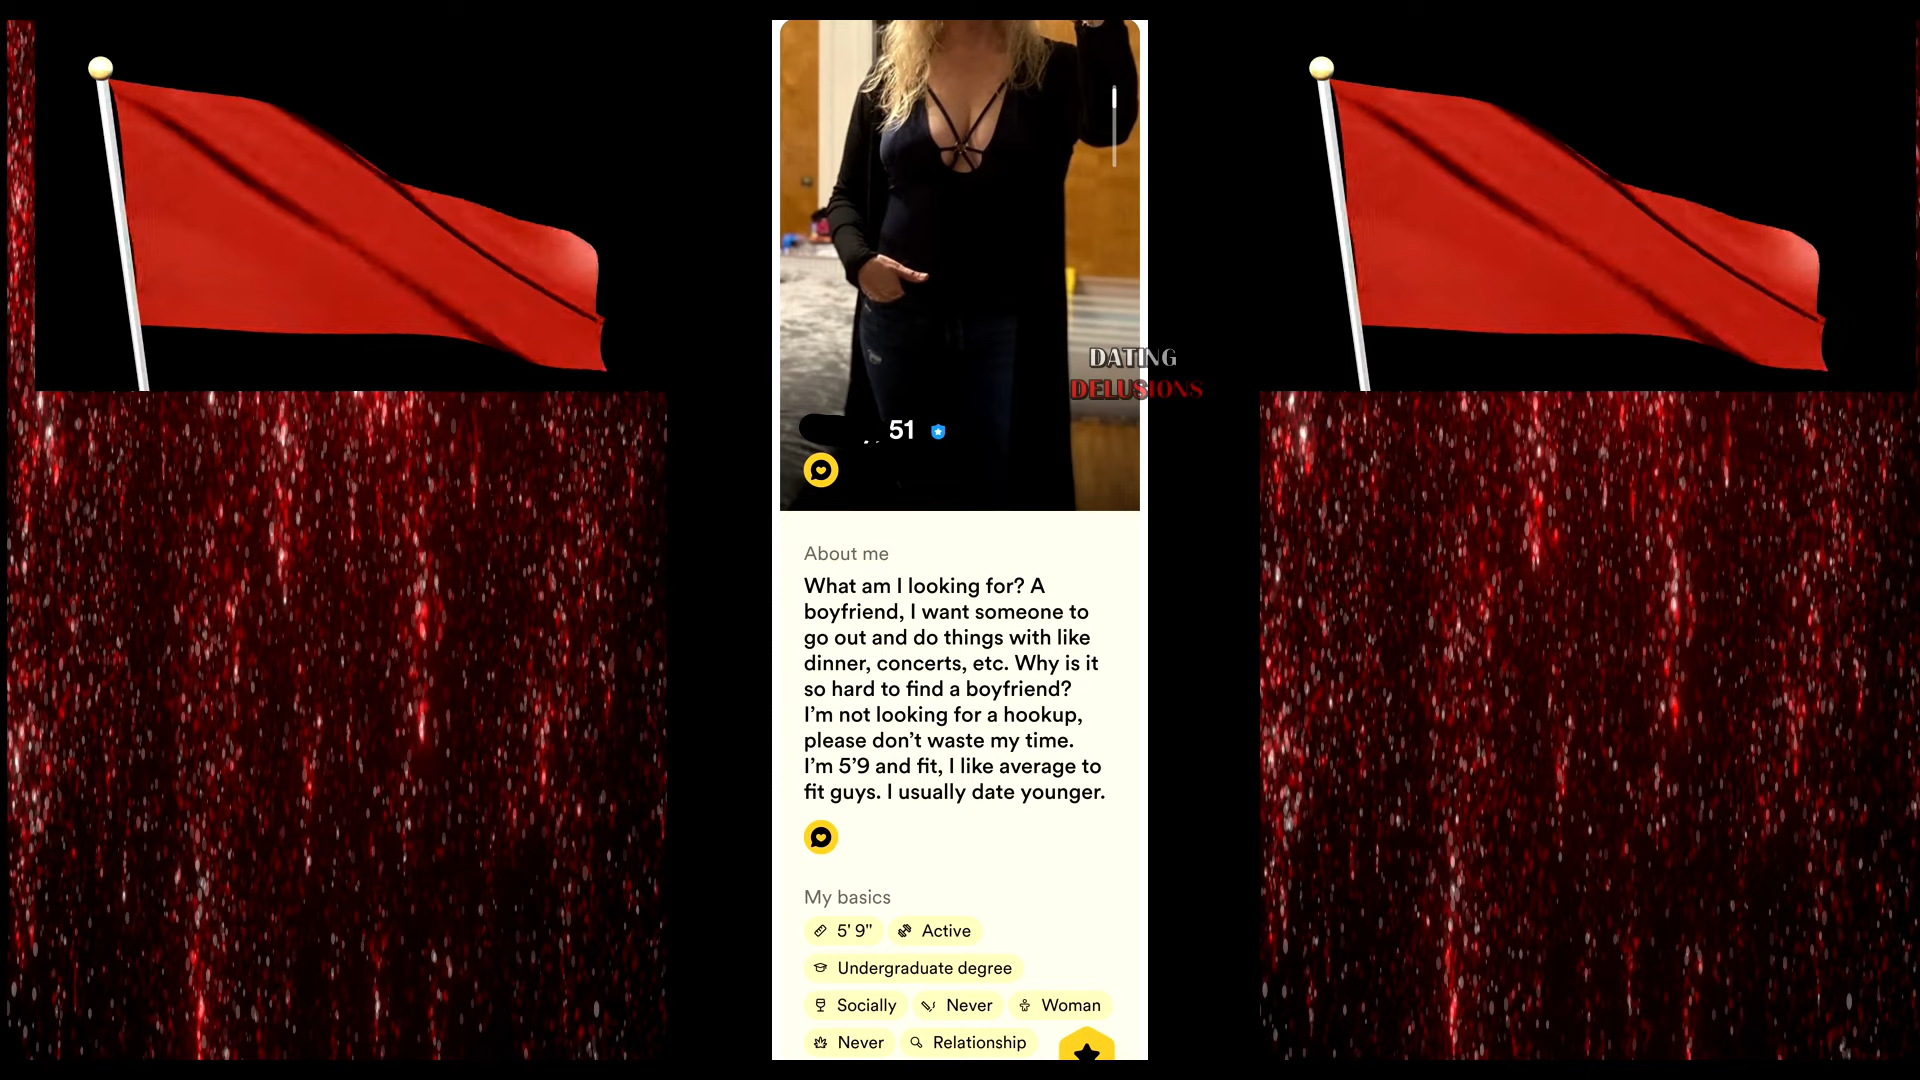 51
DATING
DELUSIONS
About me
What am I looking for? A
boyfriend, I want someone to
go out and do things with like
dinner, concerts, etc. Why is it
so hard to find a boyfriend?
I’m not looking for a hookup,
please don’t waste my time.
I’m 5’9 and fit, I like average to
fit guys. I usually date younger.
My basics
5' 9" Active
Undergraduate degree
Socially Never Woman
Never Relationship